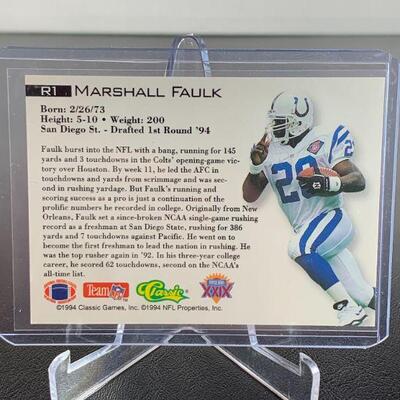 R1 MARSHALL FAULK
Born: 2/26/73
Height: 5-10 • Weight: 200
San Diego St. - Drafted 1st Round '94
Faulk burst into the NFL with a bang, running for 145
yards and 3 touchdowns in the Colts' opening-game vic-
tory over Houston. By week 11, he led the AFC in
touchdowns and yards from scrimmage and was sec-
ond in rushing yardage. But Faulk's running and
scoring success as a pro is just a continuation of the
prolific numbers he recorded in college. Originally from
New Orleans, Faulk set a since-broken NCAA single-game rushing
record as a freshman at San Diego State, rushing for 386
yards and 7 touchdowns against Pacific. He went on to
become the first freshman to lead the nation in rushing. He
was the top rusher again in '92. In his three-year college
career, he scored 62 touchdowns, second on the NCAA's
all-time list.
28
Team NFL Classic XXIX
©1994 Classic Games, Inc. ©1994 NFL Properties, Inc.